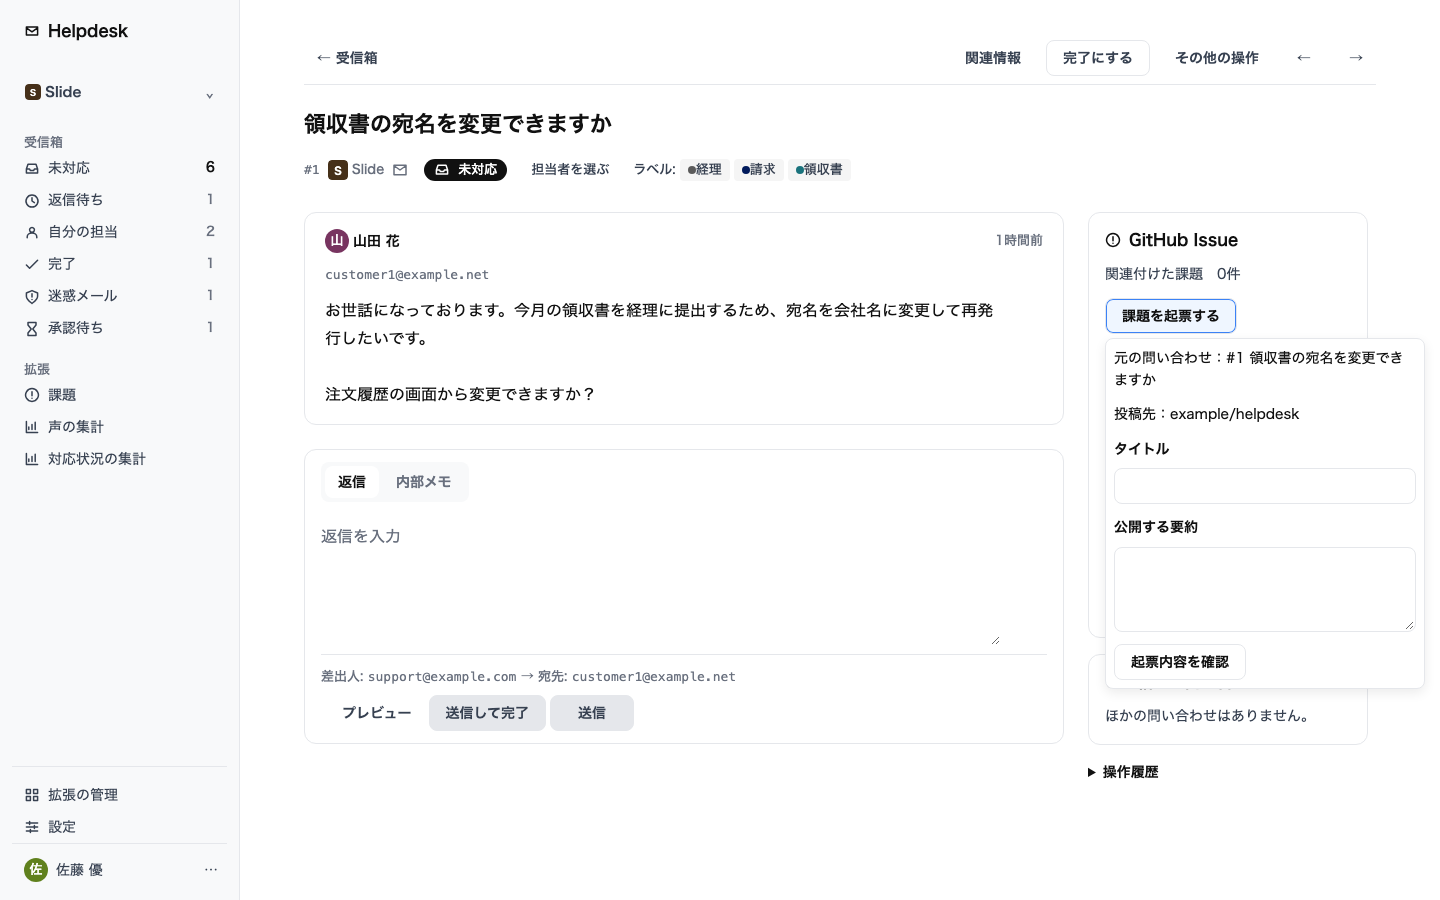 Helpdesk
S Slide
受信箱
未対応 6
返信待ち 1
自分の担当 2
完了 1
迷惑メール 1
承認待ち 1
拡張
課題
声の集計
対応状況の集計
拡張の管理
設定
佐 佐藤 優 …
← 受信箱
関連情報 完了にする その他の操作 ← →
領収書の宛名を変更できますか
#1 S Slide 未対応 担当者を選ぶ ラベル: 経理 請求 領収書
山 山田 花 1時間前
customer1@example.net
お世話になっております。今月の領収書を経理に提出するため、宛名を会社名に変更して再発
行したいです。
注文履歴の画面から変更できますか？
返信 内部メモ
返信を入力
差出人: support@example.com → 宛先: customer1@example.net
プレビュー 送信して完了 送信
GitHub Issue
関連付けた課題 0件
課題を起票する
元の問い合わせ：#1 領収書の宛名を変更でき
ますか
投稿先：example/helpdesk
タイトル
公開する要約
起票内容を確認
ほかの問い合わせはありません。
▶ 操作履歴